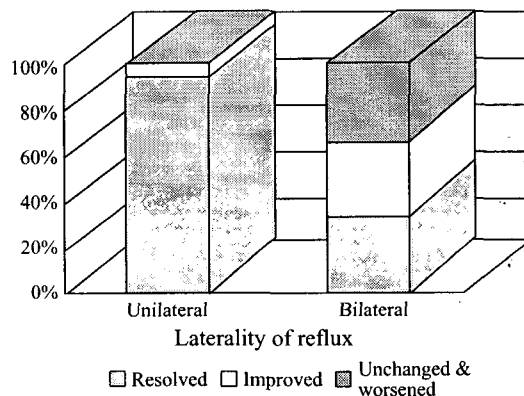 100%
80%
60%
40%
20%
0%
Unilateral Bilateral
Laterality of reflux
Resolved Improved Unchanged &
worsened